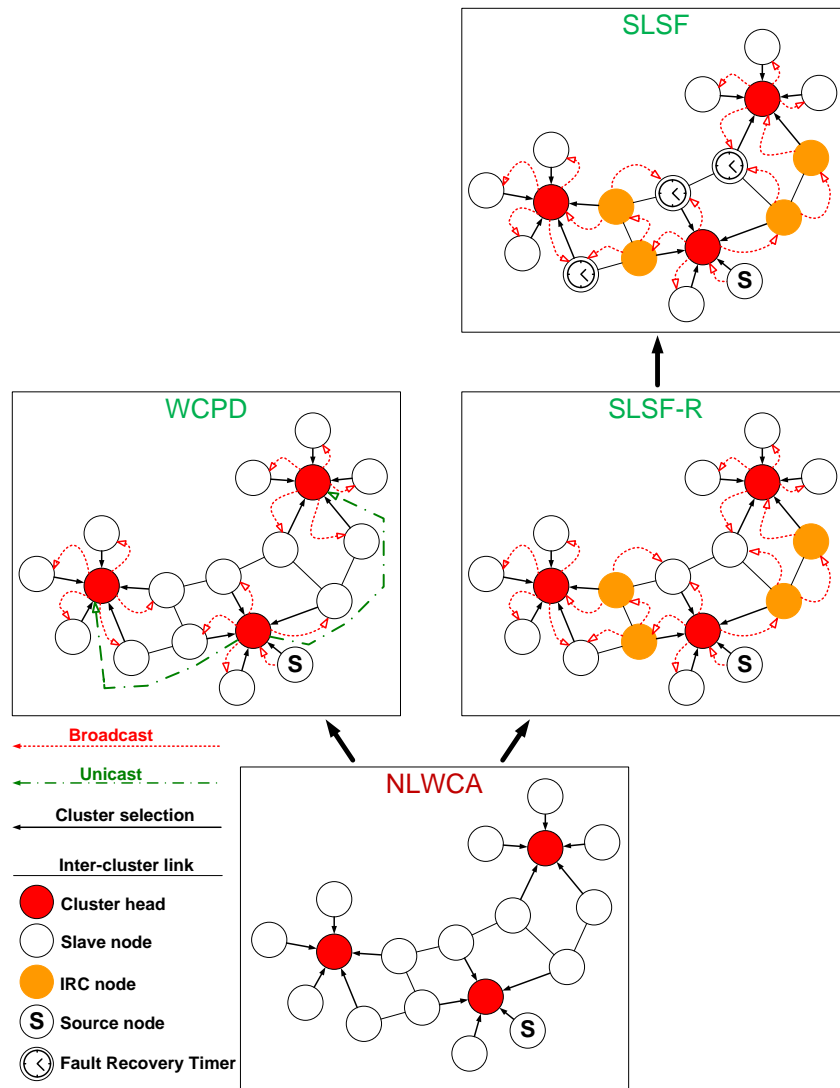 SLSF
S
WCPD
S
SLSF-R
S
Broadcast
Unicast
Cluster selection
Inter-cluster link
Cluster head
Slave node
IRC node
S Source node
Fault Recovery Timer
NLWCA
S